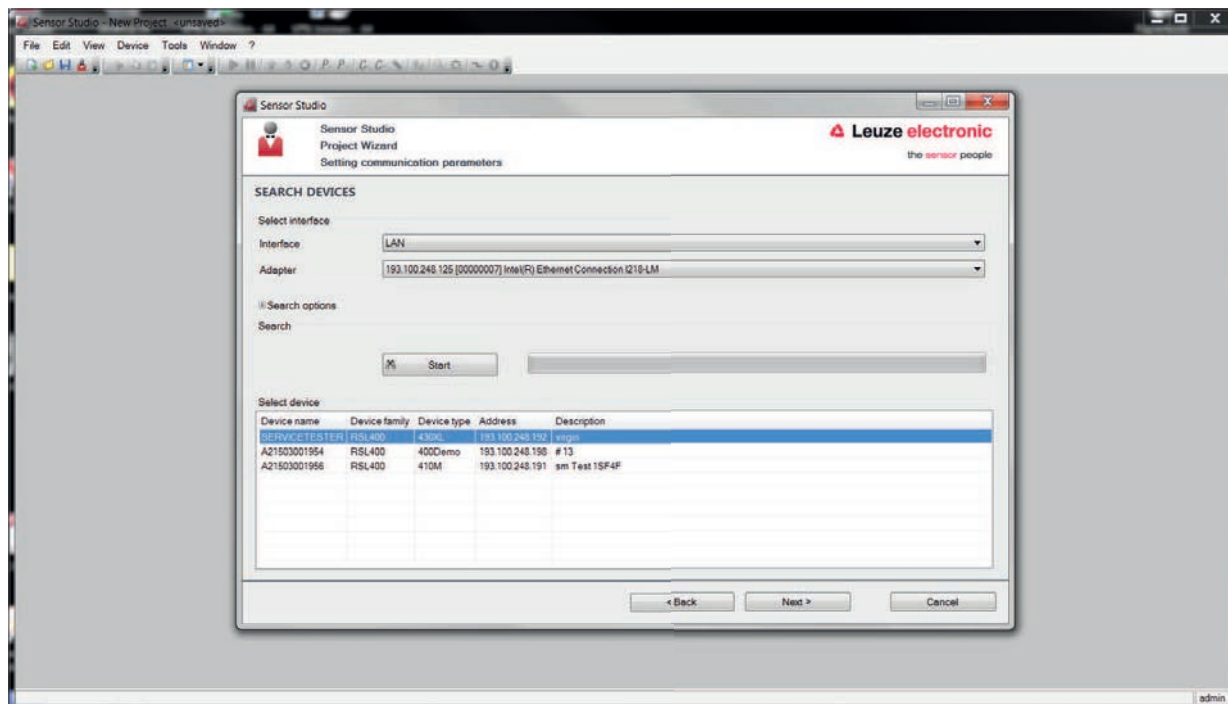 Sensor Studio - New Project <unsaved>
File Edit View Device Tools Window ?
Sensor Studio
Sensor Studio
Project Wizard
Setting communication parameters
Leuze electronic
the sensor people
SEARCH DEVICES
Select interface
Interface LAN
Adapter 193.100.248.125 [00000007] Intel(R) Ethernet Connection I218-LM
Search options
Search
Start
Select device
Device name Device family Device type Address Description
SERVICETESTER RSL400 430XL 193.100.248.192 virgin
A21503001954 RSL400 400Demo 193.100.248.198 # 13
A21503001956 RSL400 410M 193.100.248.191 sm Test 1SF4F
< Back Next > Cancel
admin